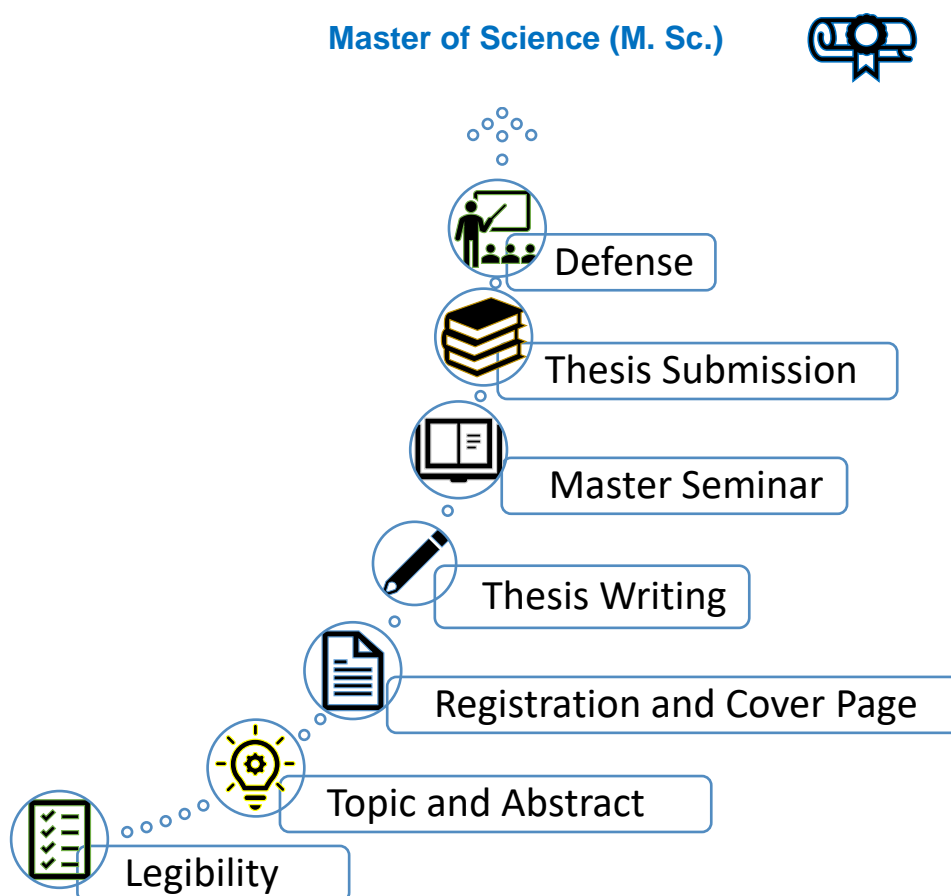 Master of Science (M. Sc.)
Defense
Thesis Submission
Master Seminar
Thesis Writing
Registration and Cover Page
Topic and Abstract
Legibility